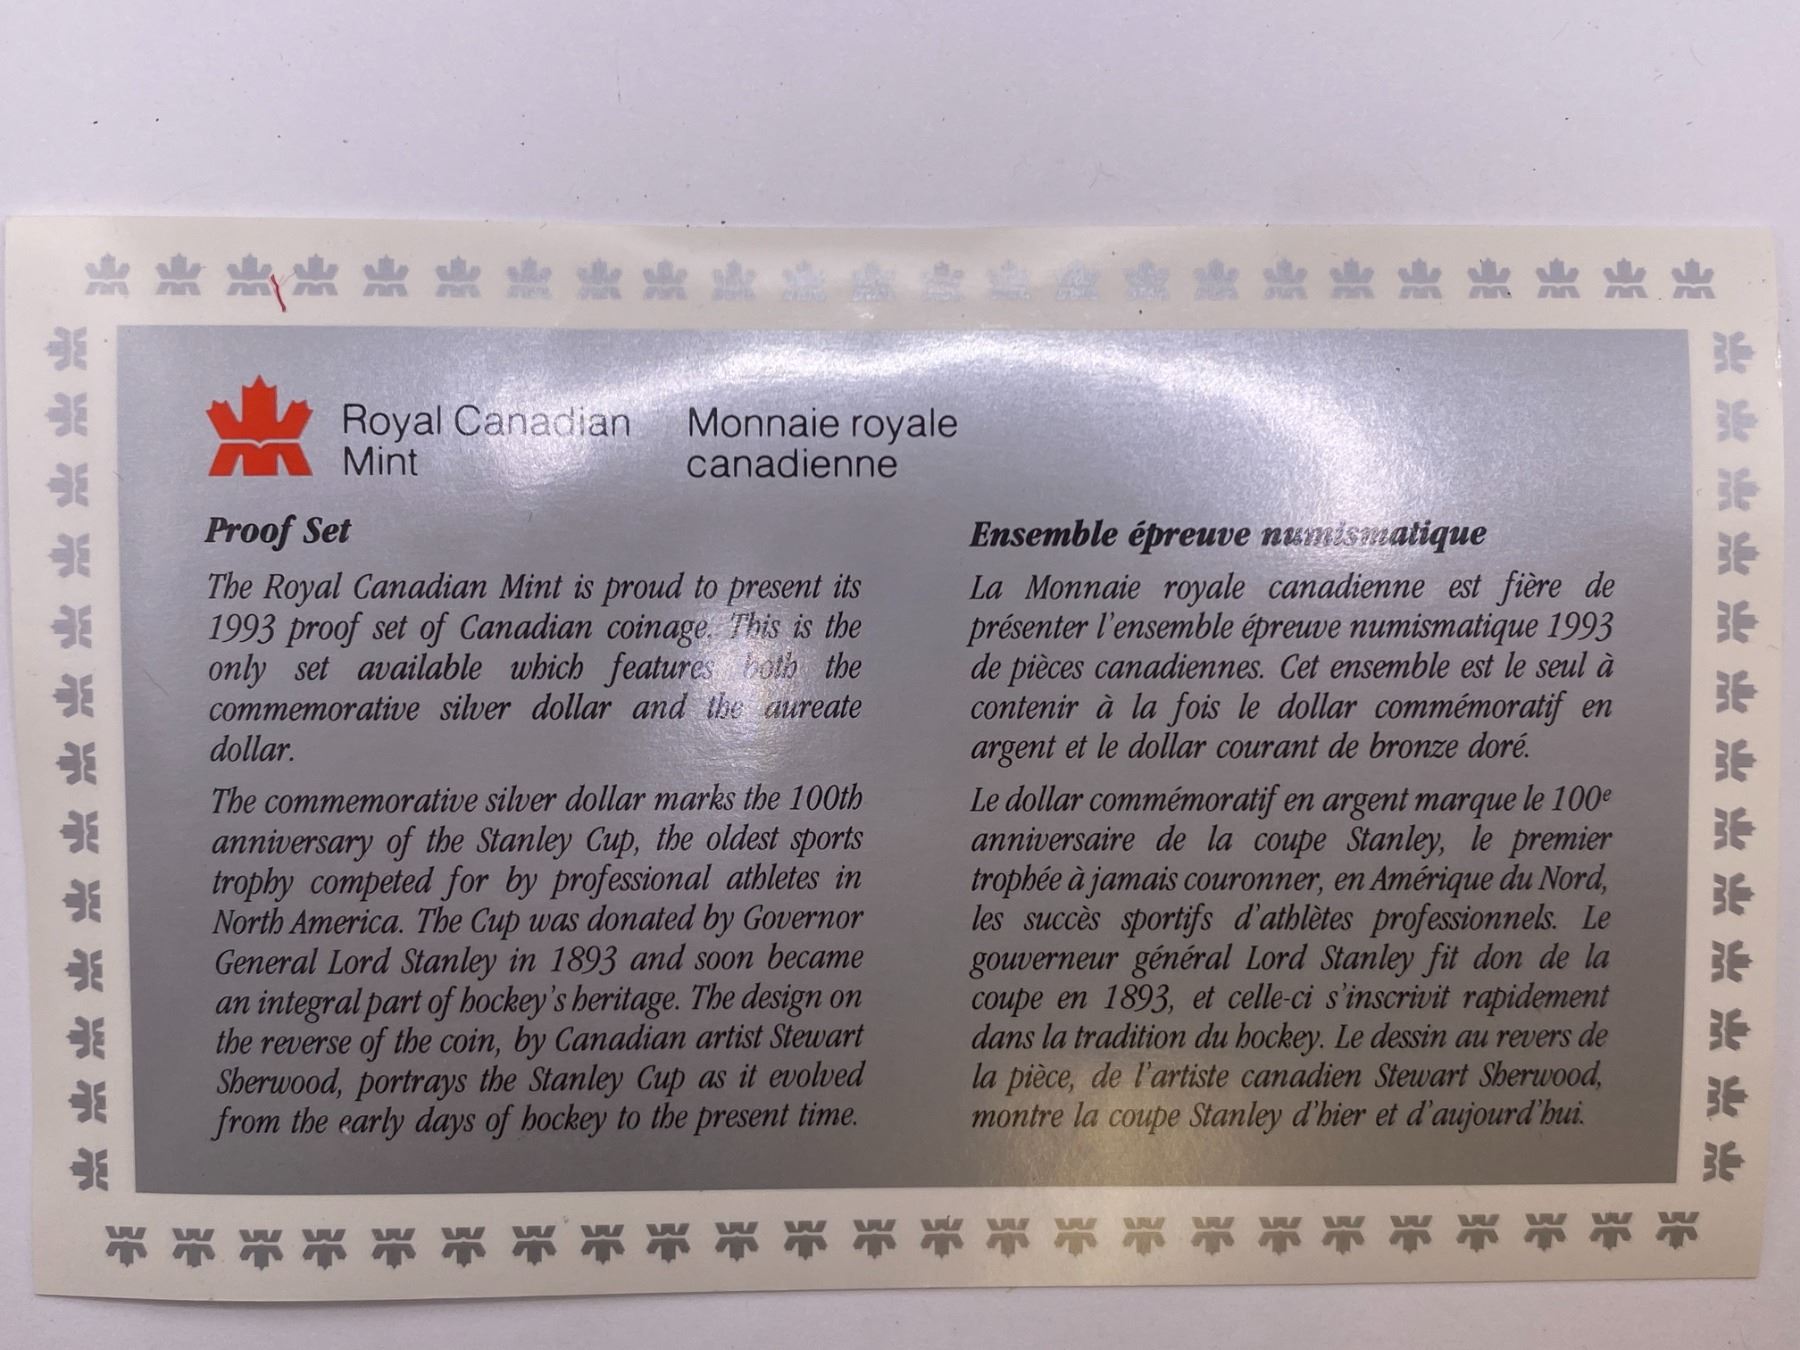 Royal Canadian
Mint
Monnaie royale
canadienne
Proof Set
The Royal Canadian Mint is proud to present its
1993 proof set of Canadian coinage. This is the
only set available which features both the
commemorative silver dollar and the aureate
dollar.
The commemorative silver dollar marks the 100th
anniversary of the Stanley Cup, the oldest sports
trophy competed for by professional athletes in
North America. The Cup was donated by Governor
General Lord Stanley in 1893 and soon became
an integral part of hockey's heritage. The design on
the reverse of the coin, by Canadian artist Stewart
Sherwood, portrays the Stanley Cup as it evolved
from the early days of hockey to the present time.
Ensemble épreuve numismatique
La Monnaie royale canadienne est fière de
présenter l'ensemble épreuve numismatique 1993
de pièces canadiennes. Cet ensemble est le seul à
contenir à la fois le dollar commémoratif en
argent et le dollar courant de bronze doré.
Le dollar commémoratif en argent marque le 100e
anniversaire de la coupe Stanley, le premier
trophée à jamais couronner, en Amérique du Nord,
les succès sportifs d'athlètes professionnels. Le
gouverneur général Lord Stanley fit don de la
coupe en 1893, et celle-ci s'inscrivit rapidement
dans la tradition du hockey. Le dessin au revers de
la pièce, de l'artiste canadien Stewart Sherwood,
montre la coupe Stanley d'hier et d'aujourd'hui.